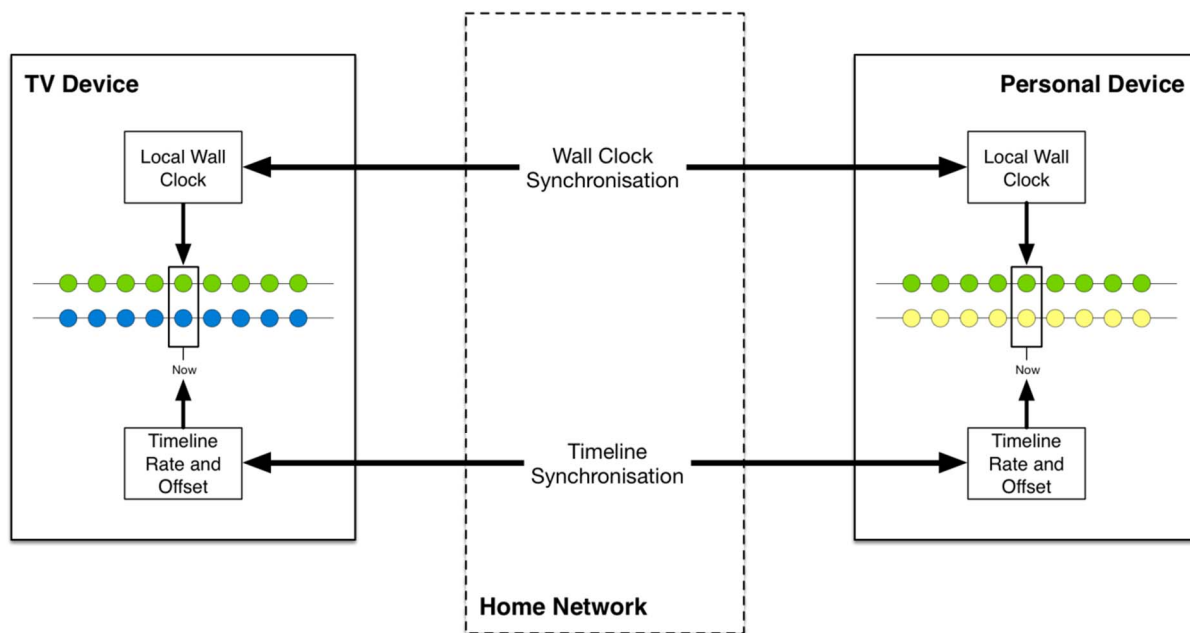 TV Device
Personal Device
Local Wall
Clock
Wall Clock
Synchronisation
Local Wall
Clock
Now
Now
Timeline
Rate and
Offset
Timeline
Synchronisation
Timeline
Rate and
Offset
Home Network